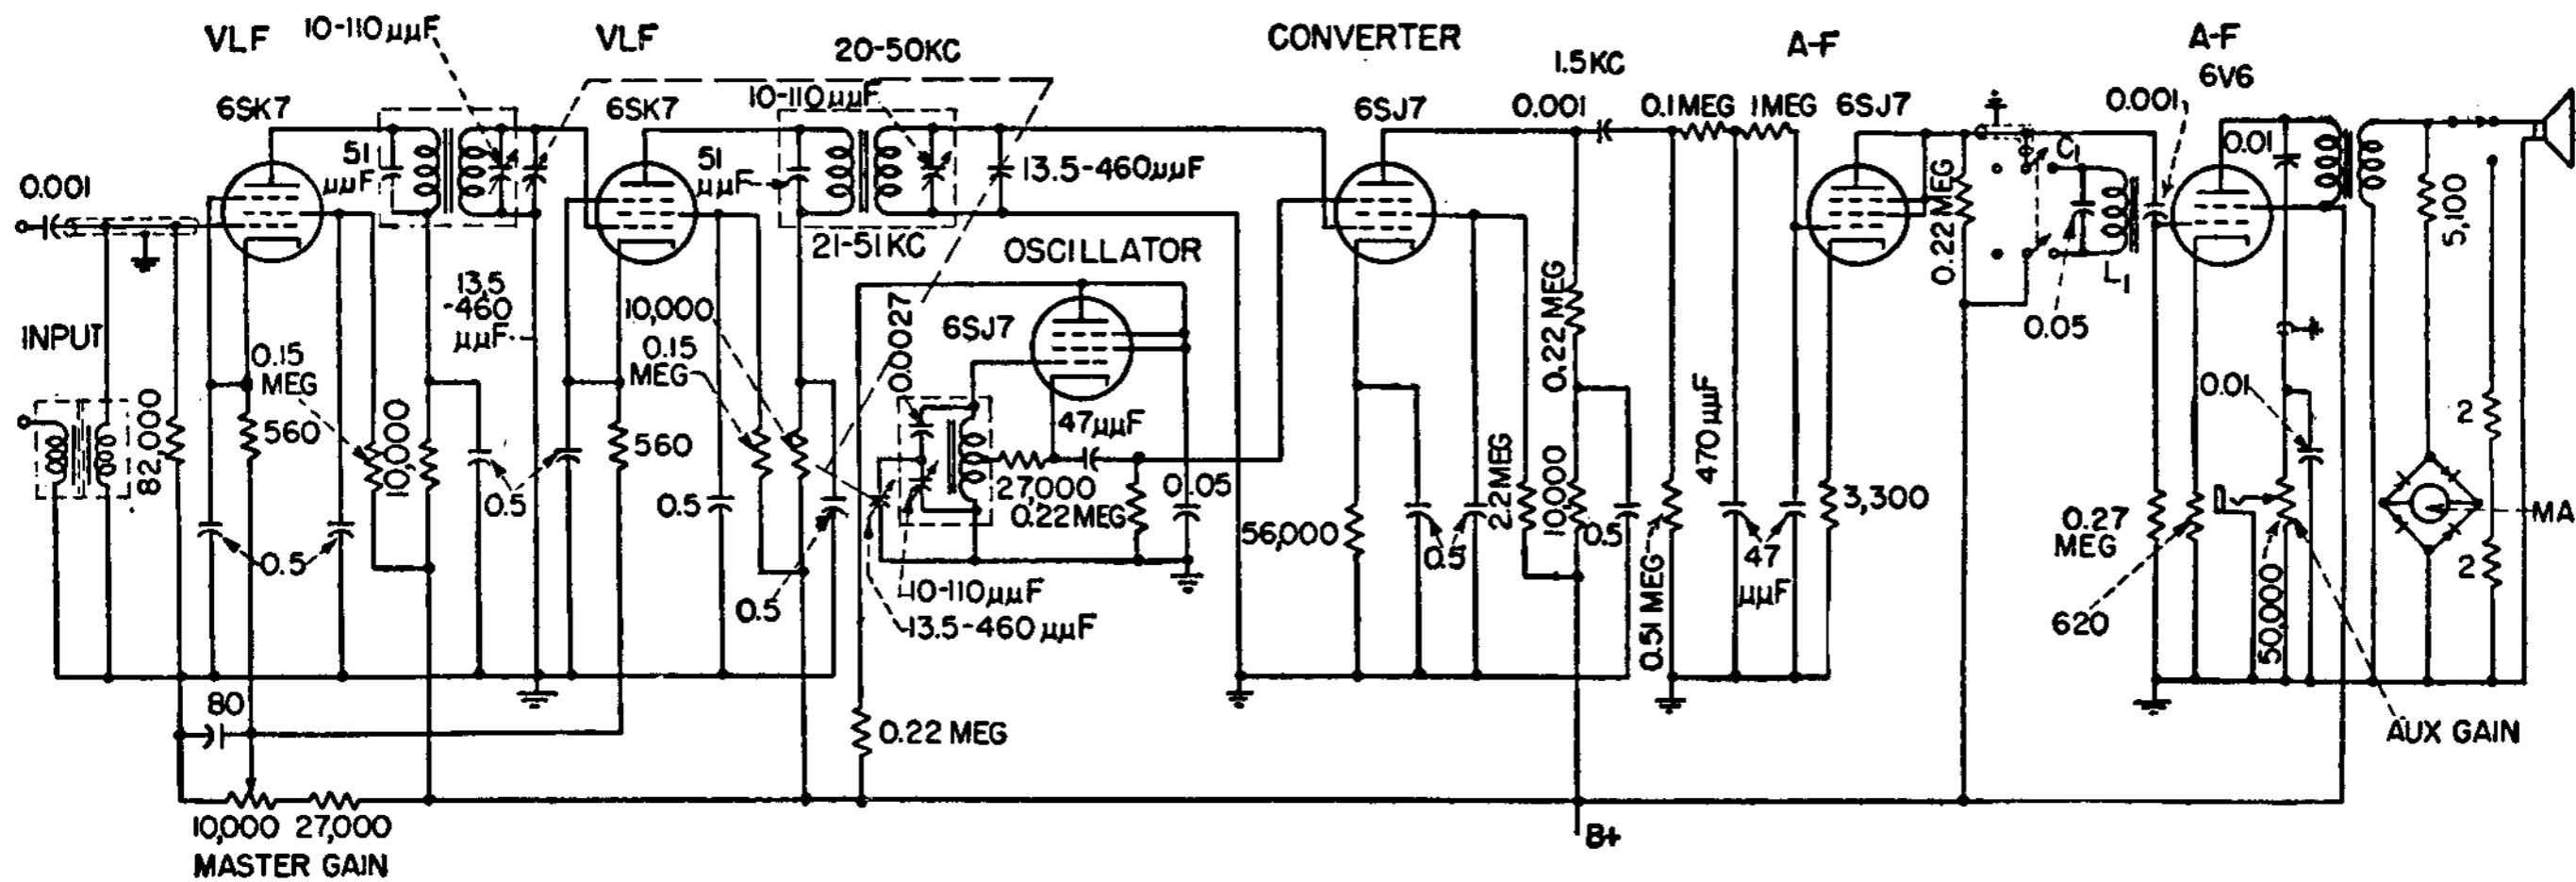 VLF
10-110μμF
VLF
20-50KC
CONVERTER
1.5KC
A-F
A-F
6V6
6SK7
6SK7
10-110μμF
6SJ7
0.001
0.1MEG
1MEG
6SJ7
0.001
0.01
51
μμF
51
μμF
13.5-460μμF
C1
0.001
0.22 MEG
5,100
21-51KC
OSCILLATOR
L1
0.05
INPUT
13.5
-460
μμF
10,000
0.0027
6SJ7
0.15
MEG
0.15
MEG
0.22 MEG
0.01
82,000
560
10,000
560
47μμF
470μμF
2
0.5
0.5
27,000
0.22 MEG
0.05
2.2 MEG
10,000
3,300
56,000
0.5
0.5
0.51 MEG
47
μμF
0.27
MEG
MA
0.5
0.5
10-110μμF
13.5-460μμF
620
50,000
2
80
0.22 MEG
AUX GAIN
10,000
27,000
MASTER GAIN
B+